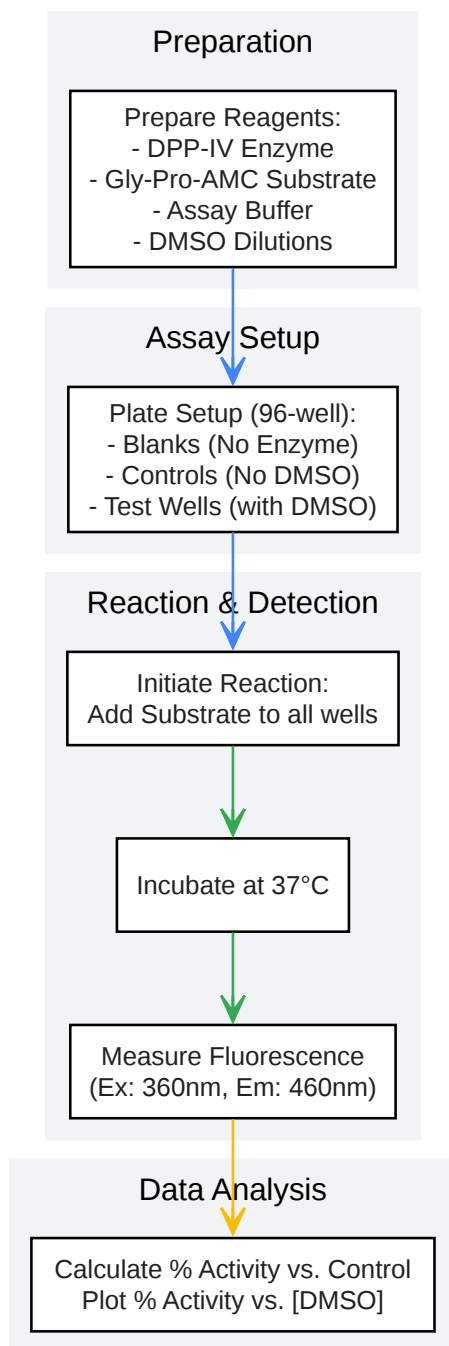 Preparation
Prepare Reagents:
- DPP-IV Enzyme
- Gly-Pro-AMC Substrate
- Assay Buffer
- DMSO Dilutions
Assay Setup
Plate Setup (96-well):
- Blanks (No Enzyme)
- Controls (No DMSO)
- Test Wells (with DMSO)
Reaction & Detection
Initiate Reaction:
Add Substrate to all wells
Incubate at 37°C
Measure Fluorescence
(Ex: 360nm, Em: 460nm)
Data Analysis
Calculate % Activity vs. Control
Plot % Activity vs. [DMSO]